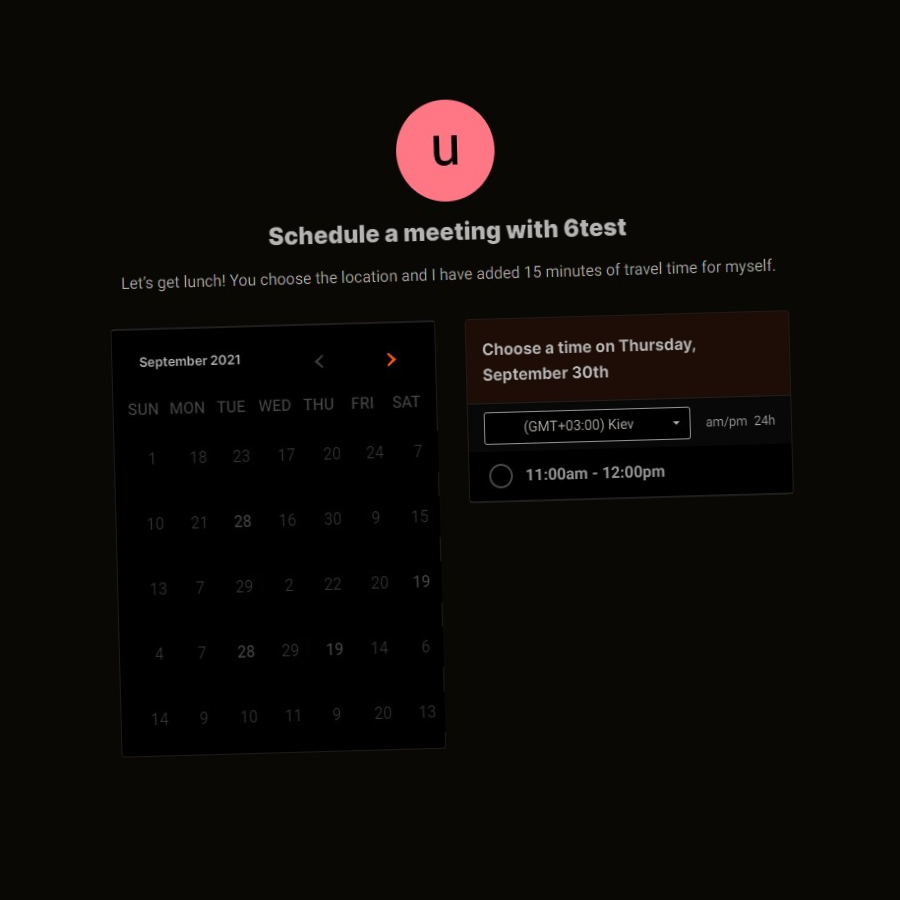 u
Schedule a meeting with 6test
Let's get lunch! You choose the location and I have added 15 minutes of travel time for myself.
September 2021
SUN MON TUE WED THU FRI SAT
1 18 23 17 20 24 7
10 21 28 16 30 9 15
13 7 29 2 22 20 19
4 7 28 29 19 14 6
14 9 10 11 9 20 13
Choose a time on Thursday,
September 30th
(GMT+03:00) Kiev
am/pm 24h
11:00am - 12:00pm